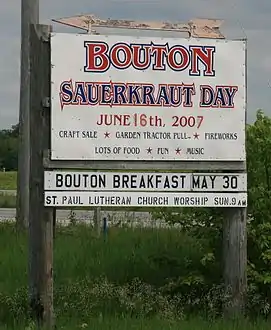 BOUTON
SAUERKRAUT DAY
JUNE 16th, 2007
CRAFT SALE ★ GARDEN TRACTOR PULL ★ FIREWORKS
LOTS OF FOOD ★ FUN ★ MUSIC
BOUTON BREAKFAST MAY 30
ST. PAUL LUTHERAN CHURCH WORSHIP SUN. 9 AM